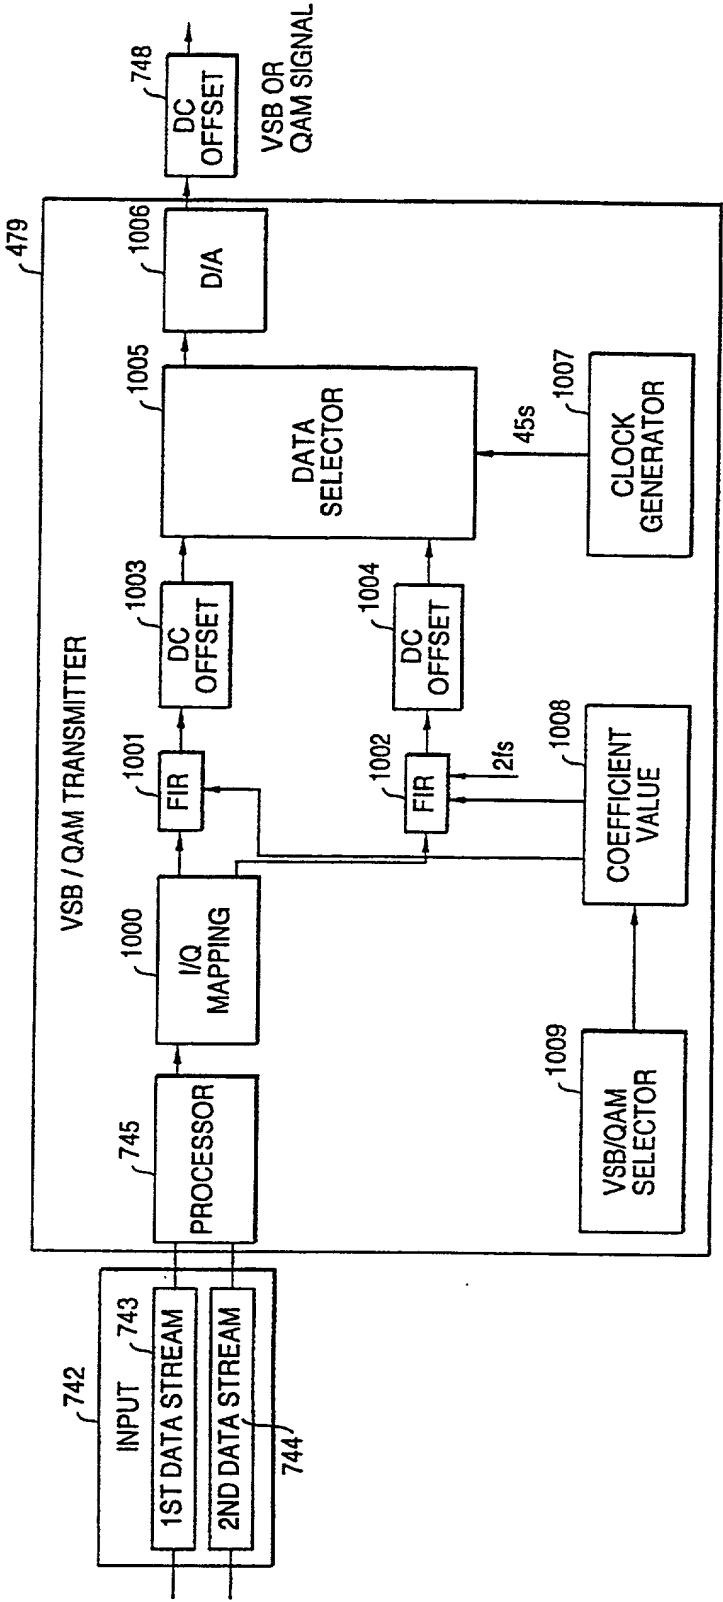 479
VSB / QAM TRANSMITTER
742
INPUT
743
1ST DATA STREAM
2ND DATA STREAM
744
745
PROCESSOR
1000
I/Q
MAPPING
1001
FIR
1003
DC
OFFSET
1002
FIR
2fs
1004
DC
OFFSET
1005
DATA
SELECTOR
1006
D/A
748
DC
OFFSET
VSB OR
QAM SIGNAL
1009
VSB/QAM
SELECTOR
1008
COEFFICIENT
VALUE
45s
1007
CLOCK
GENERATOR